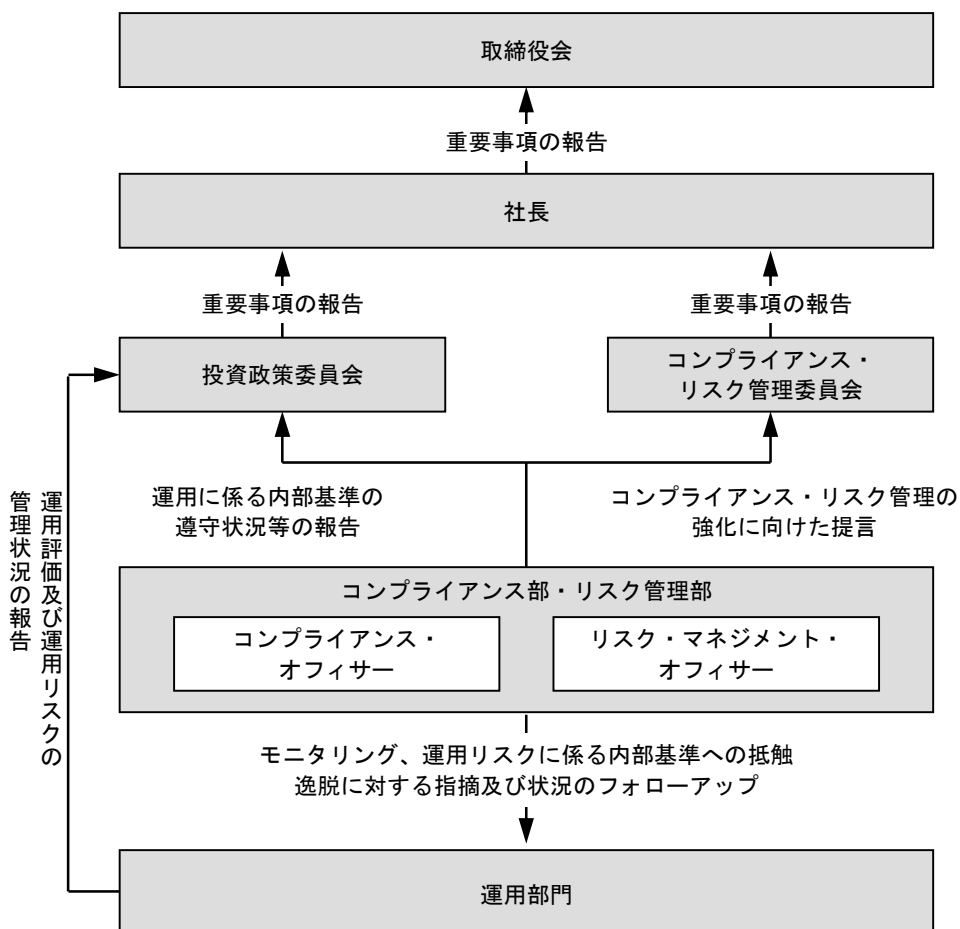 取締役会
重要事項の報告
社長
重要事項の報告
重要事項の報告
投資政策委員会
コンプライアンス・
リスク管理委員会
運用に係る内部基準の
遵守状況等の報告
コンプライアンス・リスク管理の
強化に向けた提言
運用評価及び運用リスクの
管理状況の報告
コンプライアンス部・リスク管理部
コンプライアンス・
オフィサー
リスク・マネジメント・
オフィサー
モニタリング、運用リスクに係る内部基準への抵触
逸脱に対する指摘及び状況のフォローアップ
運用部門